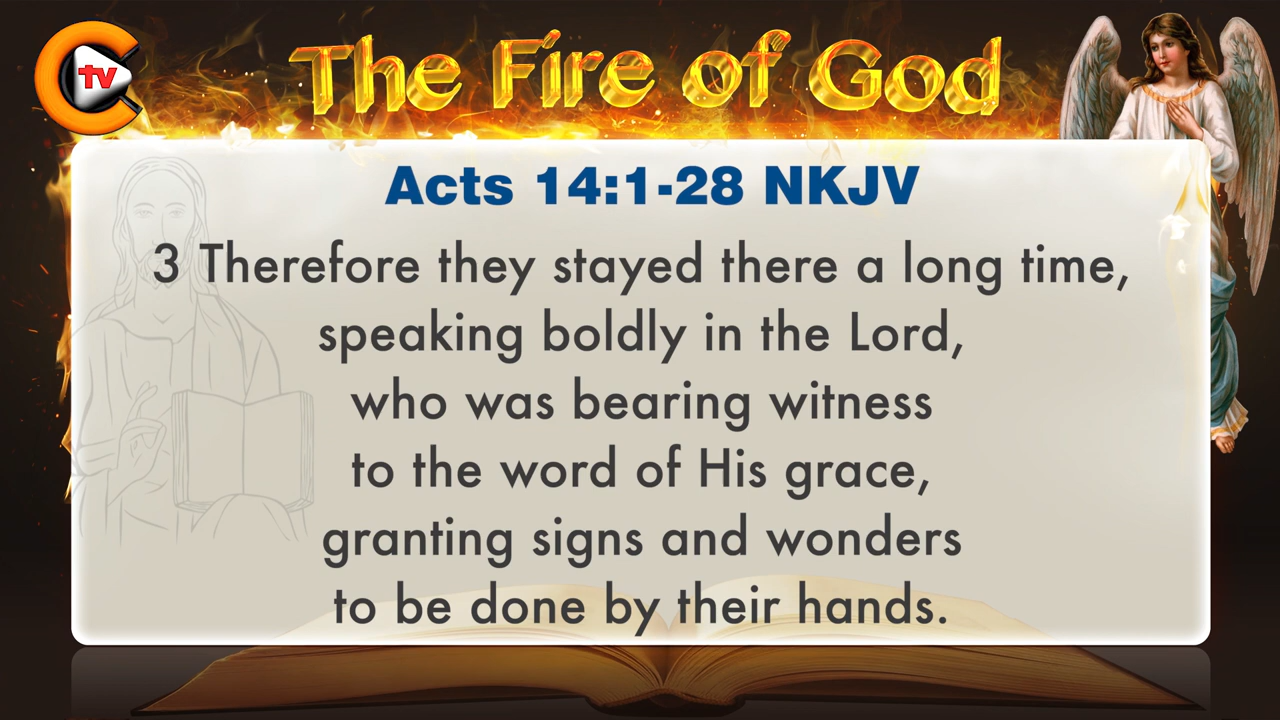 tv
The Fire of God
Acts 14:1-28 NKJV
3 Therefore they stayed there a long time,
speaking boldly in the Lord,
who was bearing witness
to the word of His grace,
granting signs and wonders
to be done by their hands.